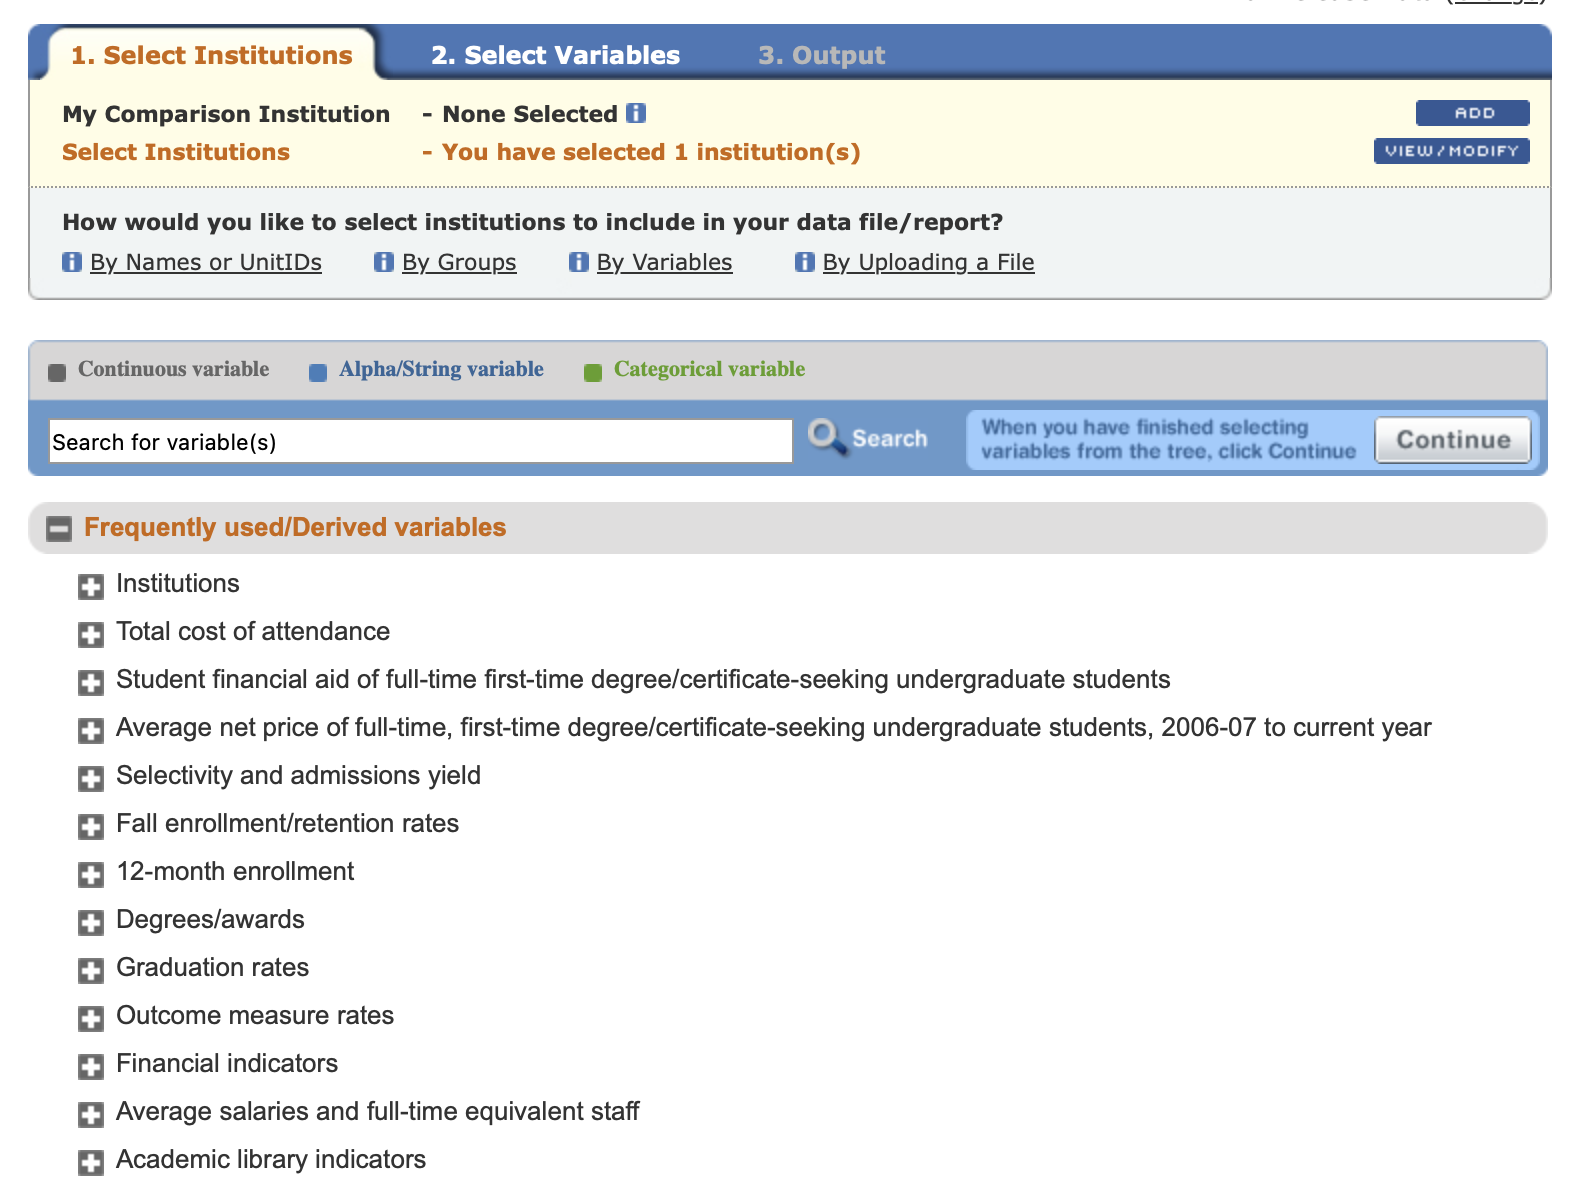 1. Select Institutions 2. Select Variables 3. Output
My Comparison Institution - None Selected i ADD
Select Institutions - You have selected 1 institution(s) VIEW/MODIFY
How would you like to select institutions to include in your data file/report?
i By Names or UnitIDs i By Groups i By Variables i By Uploading a File
Continuous variable Alpha/String variable Categorical variable
Search for variable(s) Search
When you have finished selecting
variables from the tree, click Continue
Continue
Frequently used/Derived variables
Institutions
Total cost of attendance
Student financial aid of full-time first-time degree/certificate-seeking undergraduate students
Average net price of full-time, first-time degree/certificate-seeking undergraduate students, 2006-07 to current year
Selectivity and admissions yield
Fall enrollment/retention rates
12-month enrollment
Degrees/awards
Graduation rates
Outcome measure rates
Financial indicators
Average salaries and full-time equivalent staff
Academic library indicators